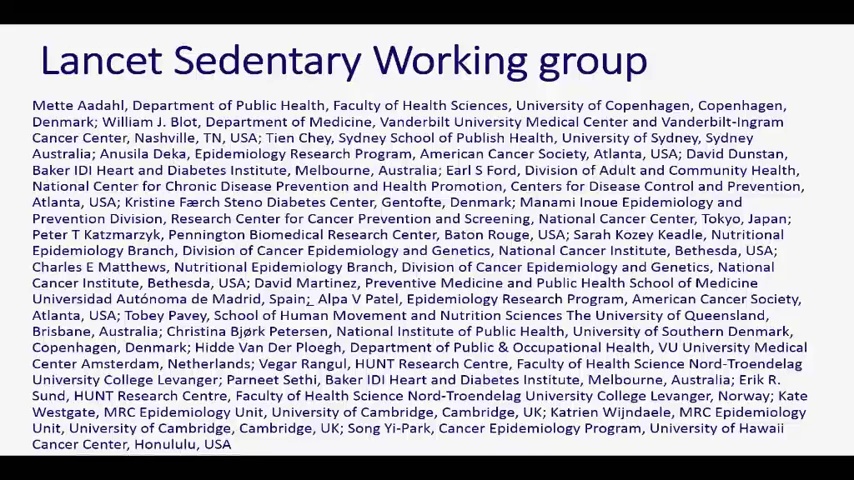 Lancet Sedentary Working group
Mette Aadahl, Department of Public Health, Faculty of Health Sciences, University of Copenhagen, Copenhagen,
Denmark; William J. Blot, Department of Medicine, Vanderbilt University Medical Center and Vanderbilt-Ingram
Cancer Center, Nashville, TN, USA; Tien Chey, Sydney School of Publish Health, University of Sydney, Sydney
Australia; Anusila Deka, Epidemiology Research Program, American Cancer Society, Atlanta, USA; David Dunstan,
Baker IDI Heart and Diabetes Institute, Melbourne, Australia; Earl S Ford, Division of Adult and Community Health,
National Center for Chronic Disease Prevention and Health Promotion, Centers for Disease Control and Prevention,
Atlanta, USA; Kristine Færch Steno Diabetes Center, Gentofte, Denmark; Manami Inoue Epidemiology and
Prevention Division, Research Center for Cancer Prevention and Screening, National Cancer Center, Tokyo, Japan;
Peter T Katzmarzyk, Pennington Biomedical Research Center, Baton Rouge, USA; Sarah Kozey Keadle, Nutritional
Epidemiology Branch, Division of Cancer Epidemiology and Genetics, National Cancer Institute, Bethesda, USA;
Charles E Matthews, Nutritional Epidemiology Branch, Division of Cancer Epidemiology and Genetics, National
Cancer Institute, Bethesda, USA; David Martinez, Preventive Medicine and Public Health School of Medicine
Universidad Autónoma de Madrid, Spain; Alpa V Patel, Epidemiology Research Program, American Cancer Society,
Atlanta, USA; Tobey Pavey, School of Human Movement and Nutrition Sciences The University of Queensland,
Brisbane, Australia; Christina Bjørk Petersen, National Institute of Public Health, University of Southern Denmark,
Copenhagen, Denmark; Hidde Van Der Ploegh, Department of Public & Occupational Health, VU University Medical
Center Amsterdam, Netherlands; Vegar Rangul, HUNT Research Centre, Faculty of Health Science Nord-Troendelag
University College Levanger; Parneet Sethi, Baker IDI Heart and Diabetes Institute, Melbourne, Australia; Erik R.
Sund, HUNT Research Centre, Faculty of Health Science Nord-Troendelag University College Levanger, Norway; Kate
Westgate, MRC Epidemiology Unit, University of Cambridge, Cambridge, UK; Katrien Wijndaele, MRC Epidemiology
Unit, University of Cambridge, Cambridge, UK; Song Yi-Park, Cancer Epidemiology Program, University of Hawaii
Cancer Center, Honululu, USA